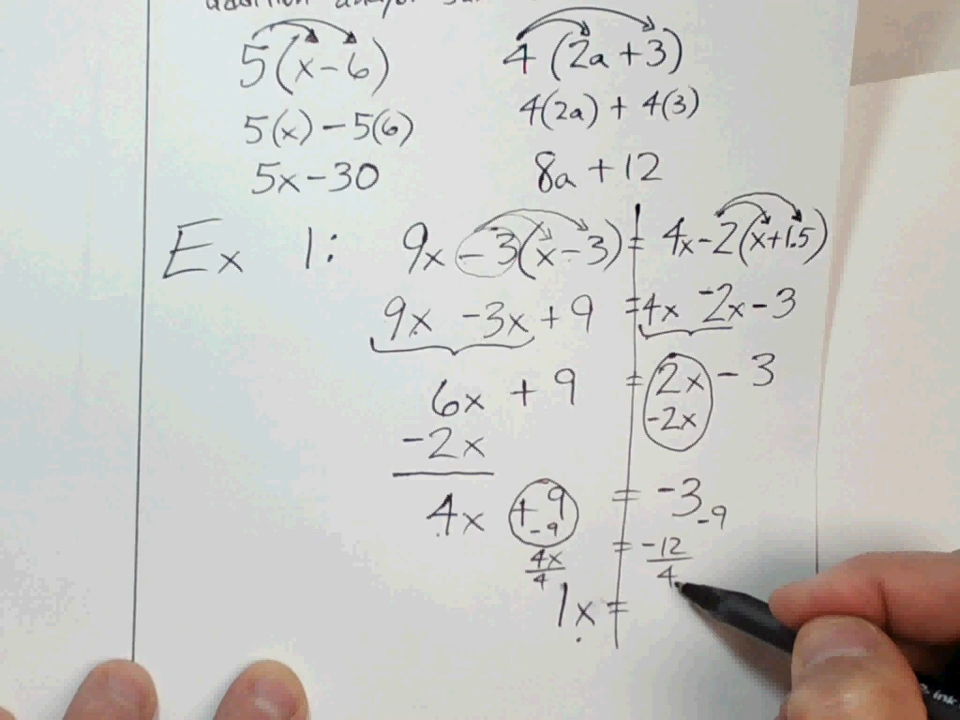 5(x-6) 4(2a+3)
5(x)-5(6) 4(2a)+4(3)
5x-30 8a+12
Ex 1: 9x-3(x-3) = 4x-2(x+1.5)
9x -3x+9 = 4x -2x-3
6x + 9 = 2x - 3
-2x -2x
4x +9 = -3 -9
-9
4x/4 = -12/4
1x =
ink